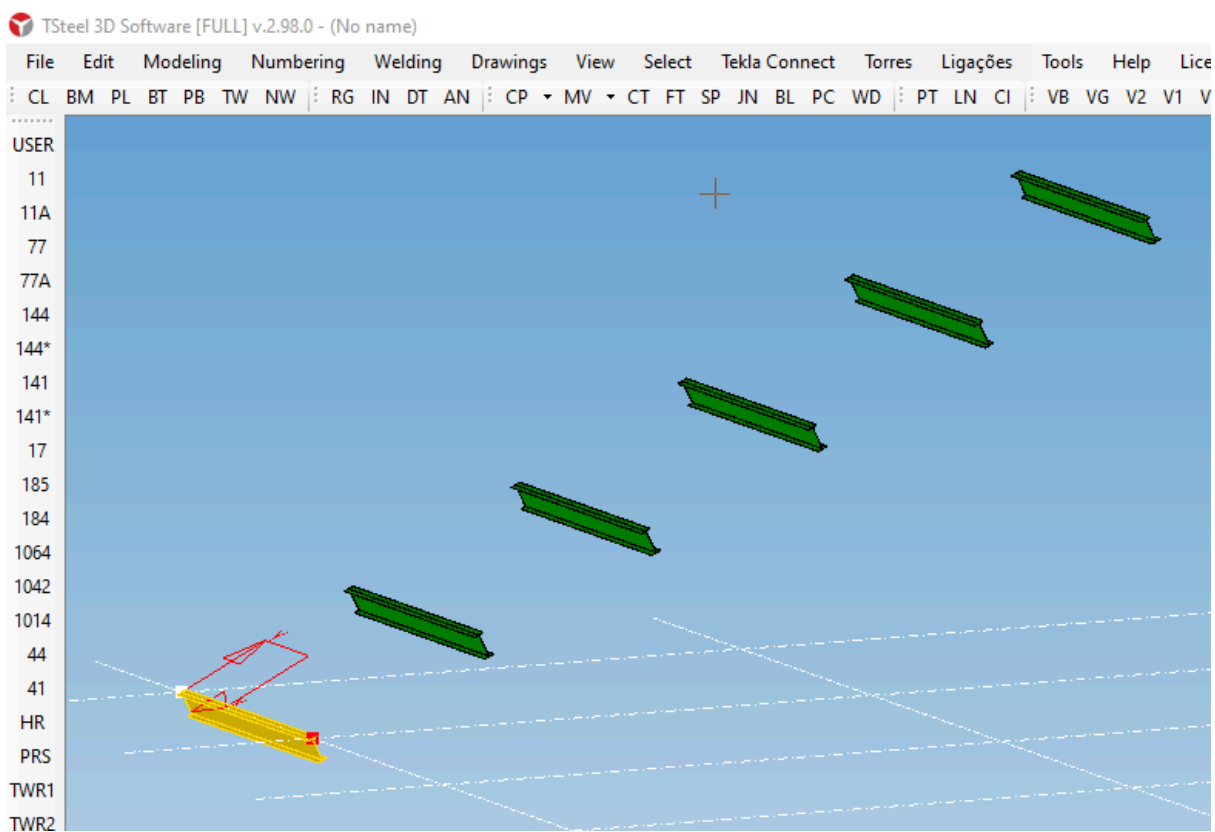 TSteel 3D Software [FULL] v.2.98.0 - (No name)
File Edit Modeling Numbering Welding Drawings View Select Tekla Connect Torres Ligações Tools Help Lice
CL BM PL BT PB TW NW RG IN DT AN CP MV CT FT SP JN BL PC WD PT LN CI VB VG V2 V1 V
USER
11
11A
77
77A
144
144*
141
141*
17
185
184
1064
1042
1014
44
41
HR
PRS
TWR1
TWR2